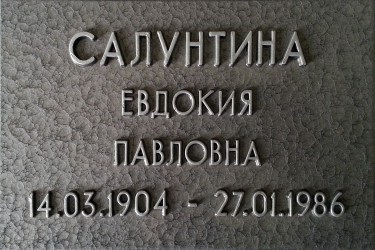 САЛУНТИНА
ЕВДОКИЯ
ПАВЛОВНА
14.03.1904 - 27.01.1986